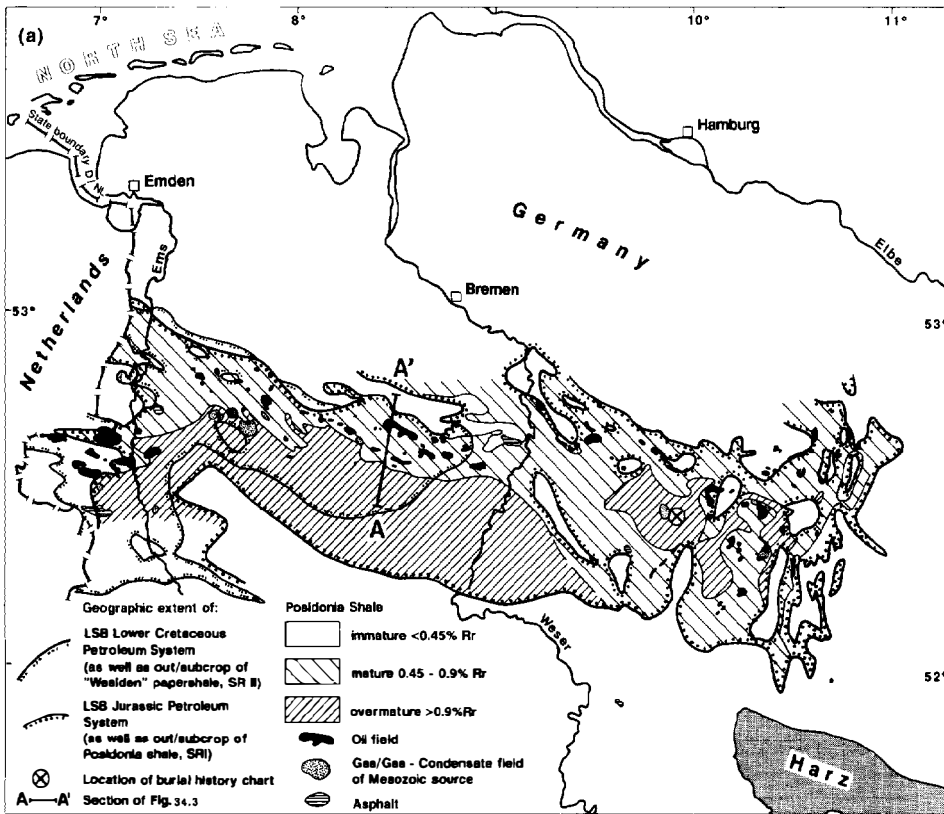 (a)
7°
8°
10°
11°
NORTH SEA
State boundary D/NL
Emden
Hamburg
Germany
Elbe
Netherlands
Ems
Bremen
53°
53°
A'
A
Weser
52°
Harz
Geographic extent of:
LSB Lower Cretaceous
Petroleum System
(as well as out/subcrop of
"Wealden" papershale, SR II)
LSB Jurassic Petroleum
System
(as well as out/subcrop of
Posidonia shale, SRI)
Location of burial history chart
A A' Section of Fig. 34.3
Posidonia Shale
immature <0.45% Rr
mature 0.45 - 0.9% Rr
overmature >0.9%Rr
Oil field
Gas/Gas - Condensate field
of Mesozoic source
Asphalt